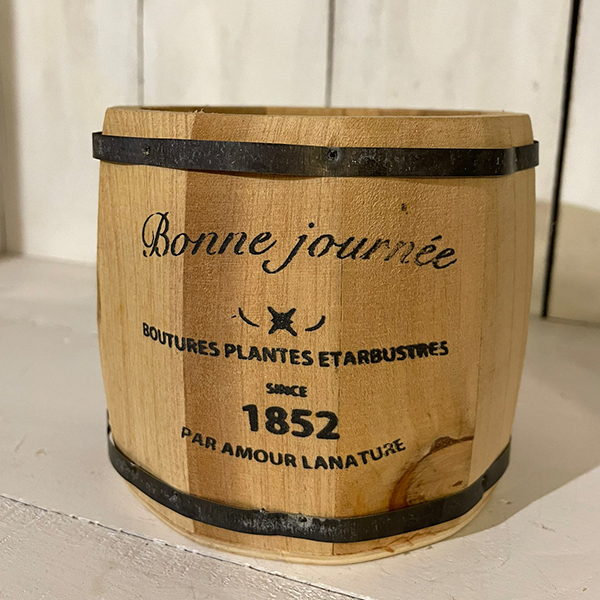 Bonne journée
BOUTURES PLANTES ETARBUSTRES
SINCE
1852
PAR AMOUR LANATURE